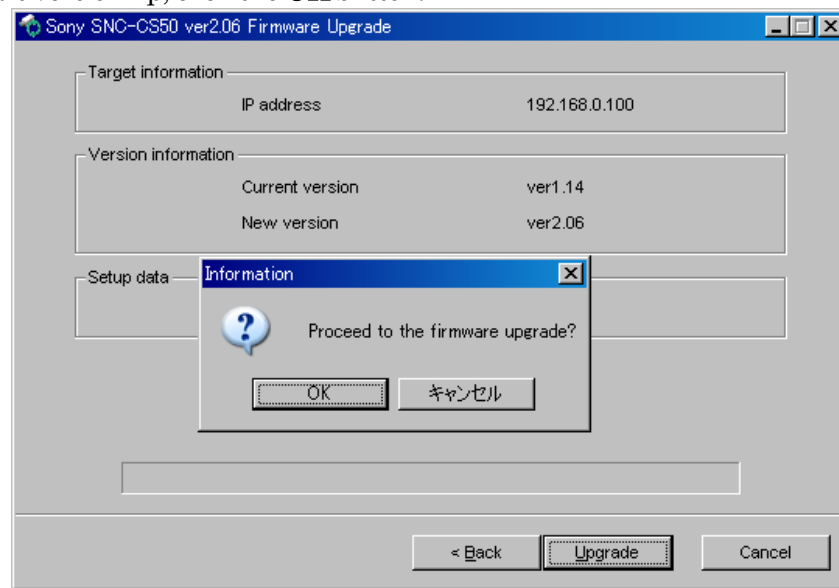 Sony SNC-CS50 ver2.06 Firmware Upgrade
Target information
IP address 192.168.0.100
Version information
Current version ver1.14
New version ver2.06
Setup data
Information
Proceed to the firmware upgrade?
OK キャンセル
< Back Upgrade Cancel